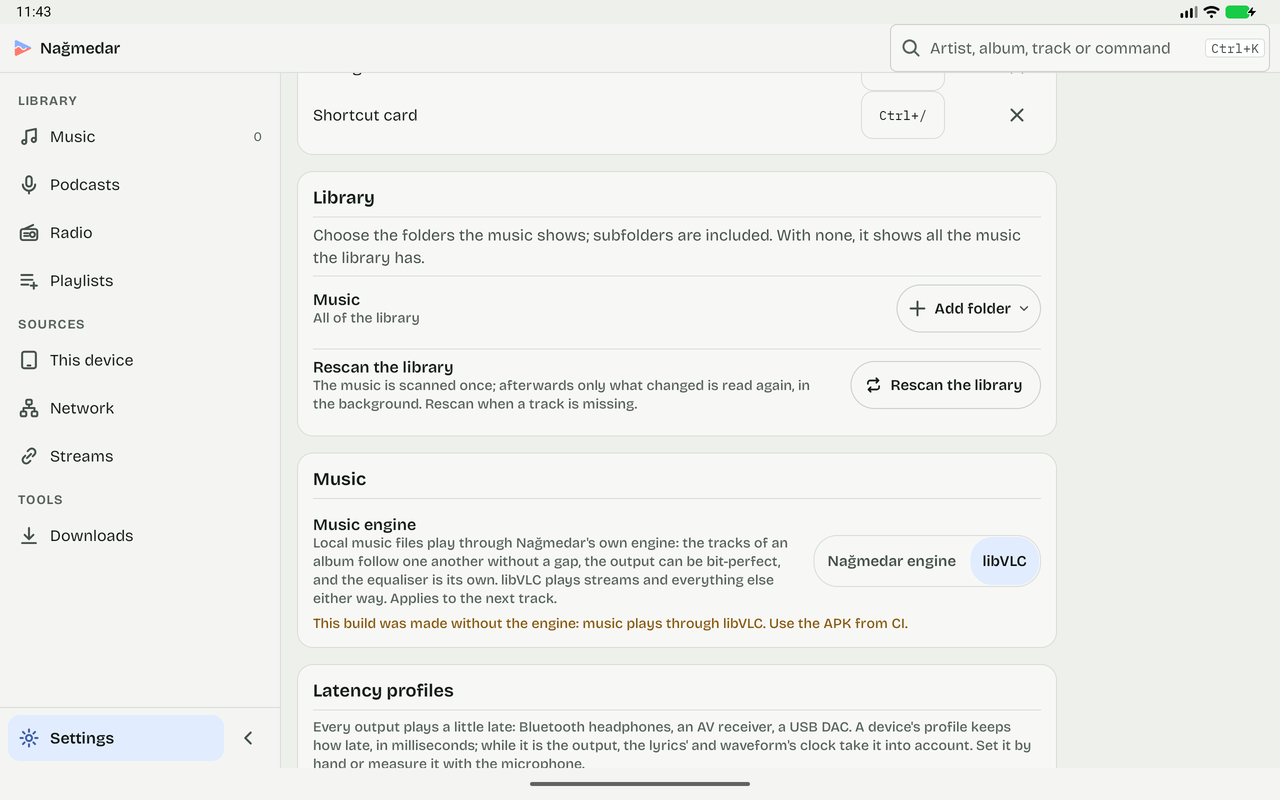 11:43
Nağmedar
Artist, album, track or command
Ctrl+K
LIBRARY
Music
0
Podcasts
Radio
Playlists
SOURCES
This device
Network
Streams
TOOLS
Downloads
Settings
Shortcut card
Ctrl+/
Library
Choose the folders the music shows; subfolders are included. With none, it shows all the music
the library has.
Music
All of the library
Add folder
Rescan the library
The music is scanned once; afterwards only what changed is read again, in
the background. Rescan when a track is missing.
Rescan the library
Music
Music engine
Local music files play through Nağmedar's own engine: the tracks of an
album follow one another without a gap, the output can be bit-perfect,
and the equaliser is its own. libVLC plays streams and everything else
either way. Applies to the next track.
Nağmedar engine
libVLC
This build was made without the engine: music plays through libVLC. Use the APK from CI.
Latency profiles
Every output plays a little late: Bluetooth headphones, an AV receiver, a USB DAC. A device's profile keeps
how late, in milliseconds; while it is the output, the lyrics' and waveform's clock take it into account. Set it by
hand or measure it with the microphone.